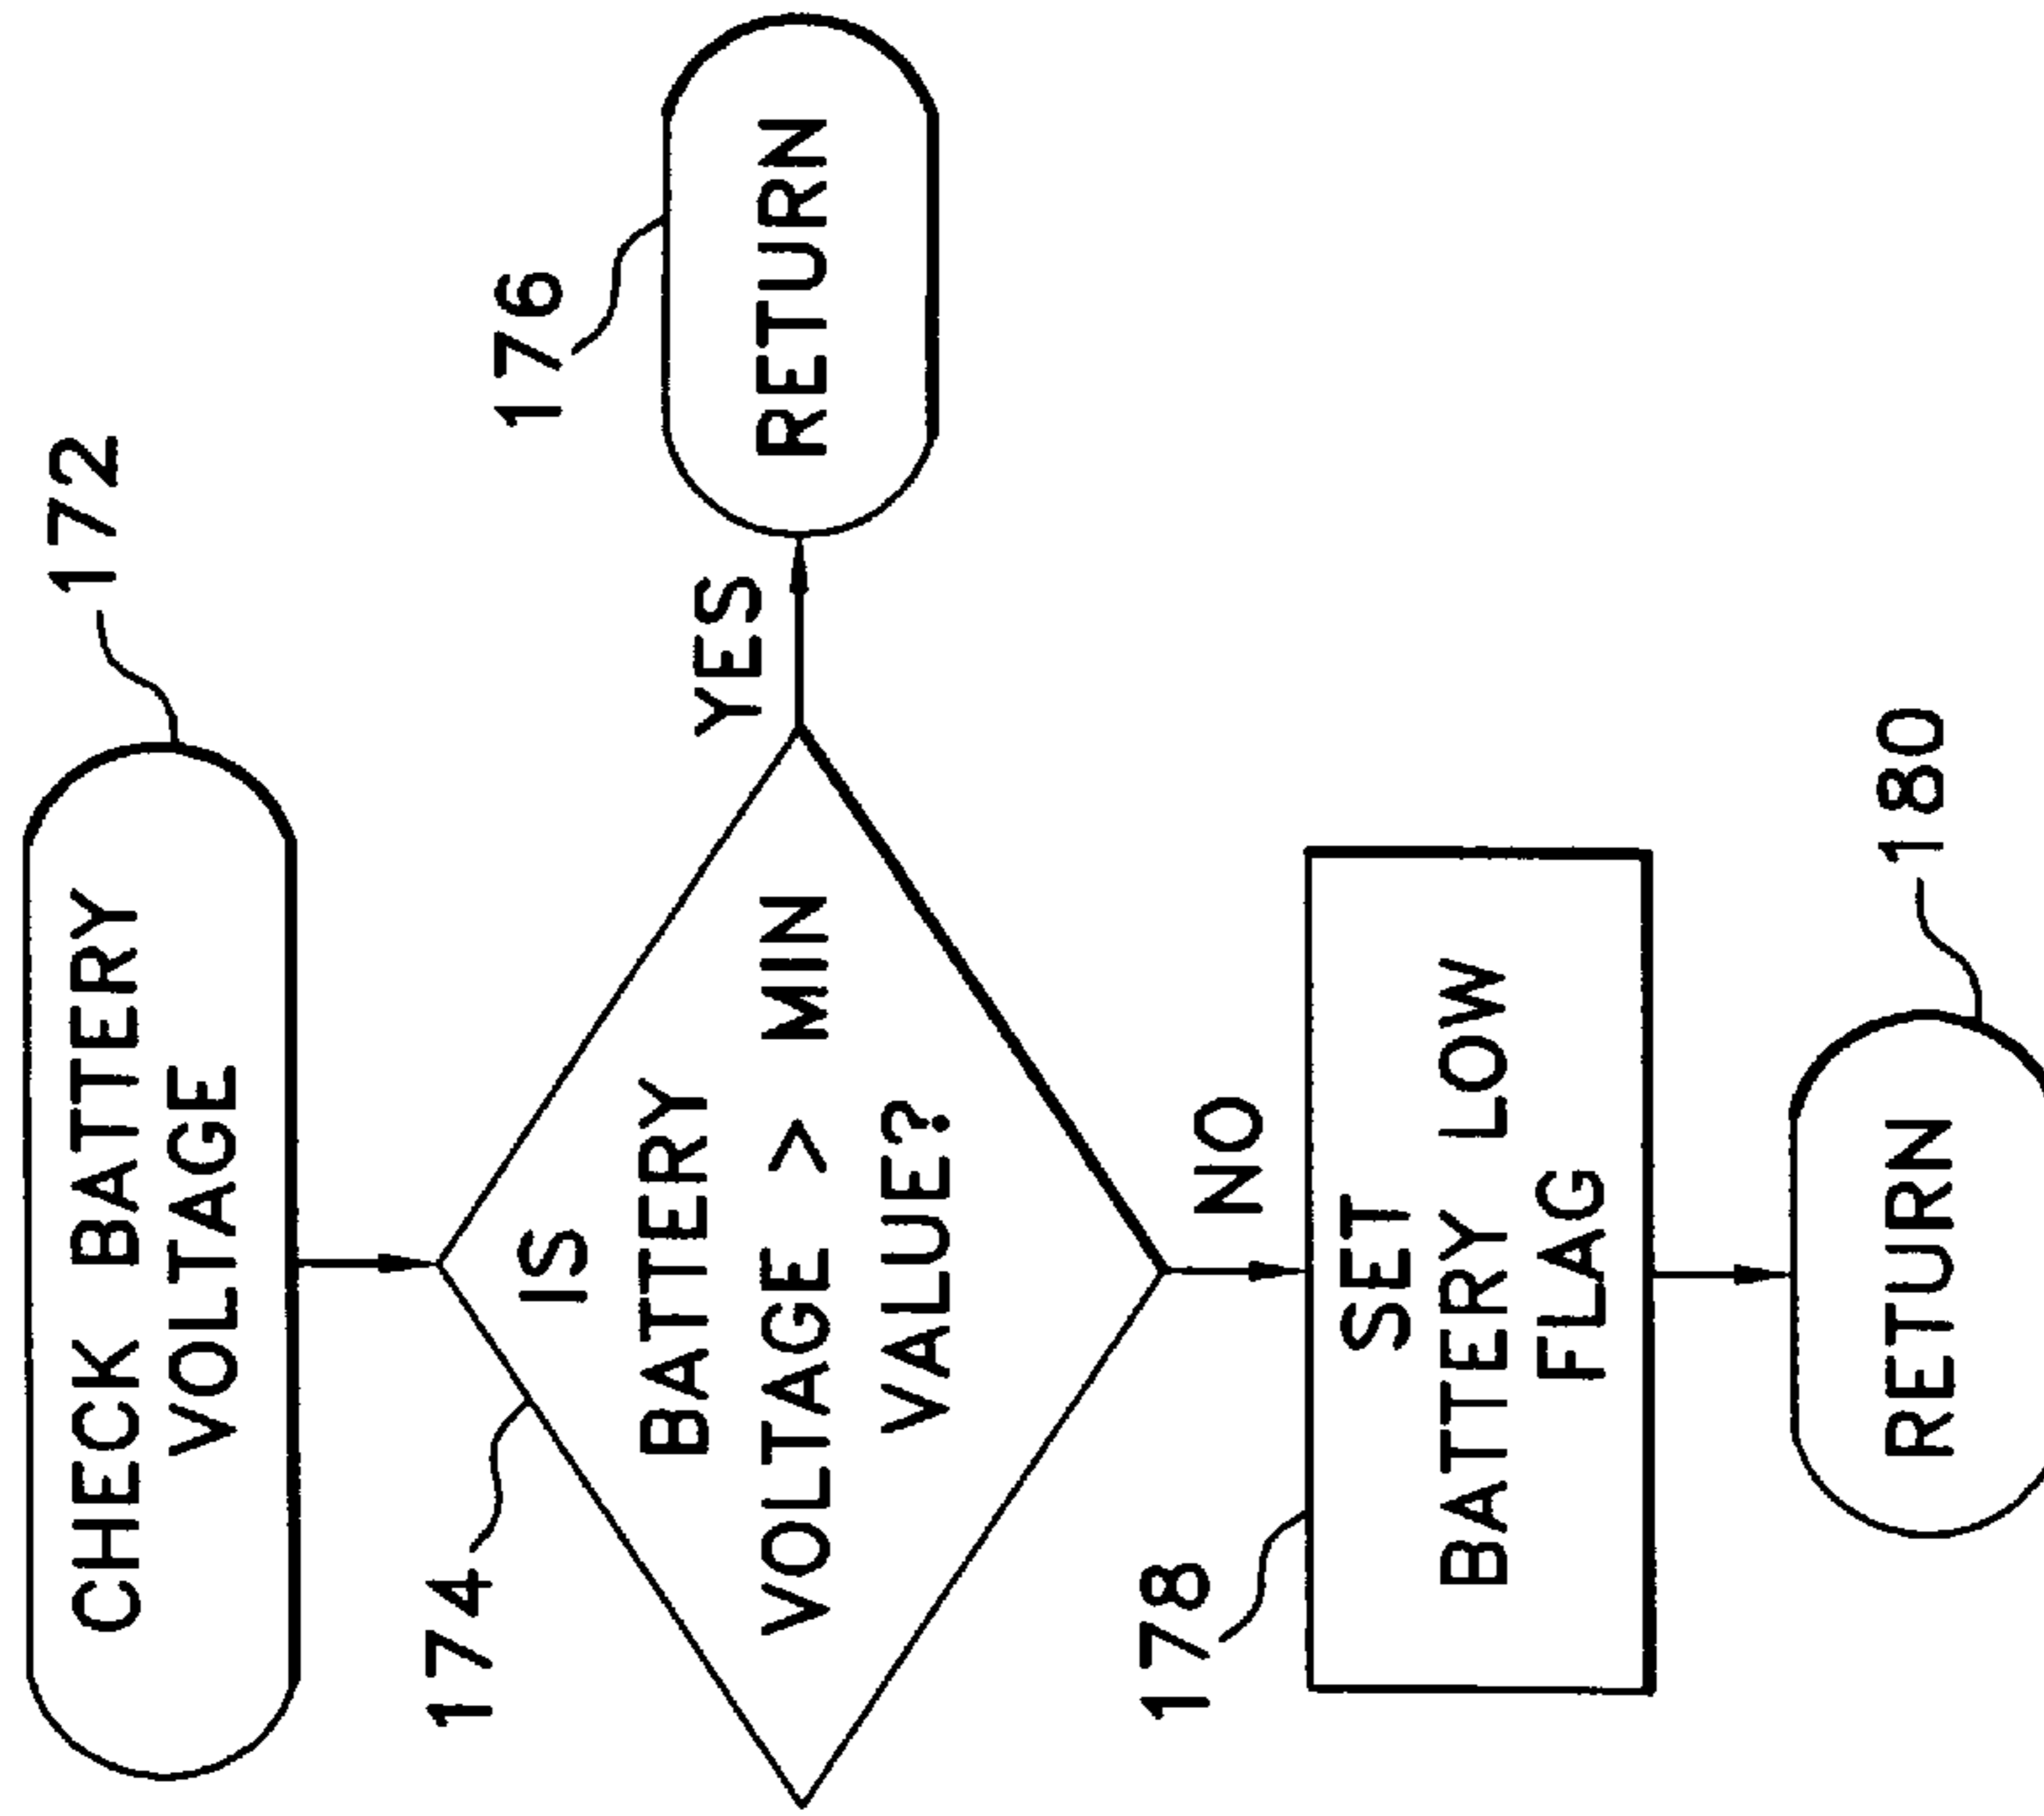 CHECK BATTERY
VOLTAGE
172
174
IS
BATTERY
VOLTAGE > MIN
VALUE?
YES
176
RETURN
NO
178
SET
BATTERY LOW
FLAG
180
RETURN